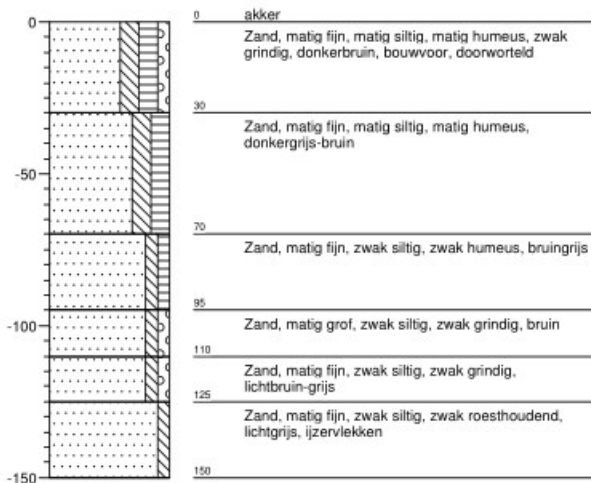 0
0 akker
Zand, matig fijn, matig siltig, matig humeus, zwak
grindig, donkerbruin, bouwvoor, doorworteld
30
Zand, matig fijn, matig siltig, matig humeus,
donkergrijs-bruin
-50
70
Zand, matig fijn, zwak siltig, zwak humeus, bruingrijs
95
-100
Zand, matig grof, zwak siltig, zwak grindig, bruin
110
Zand, matig fijn, zwak siltig, zwak grindig,
lichtbruin-grijs
125
Zand, matig fijn, zwak siltig, zwak roesthoudend,
lichtgrijs, ijzervlekken
-150
150